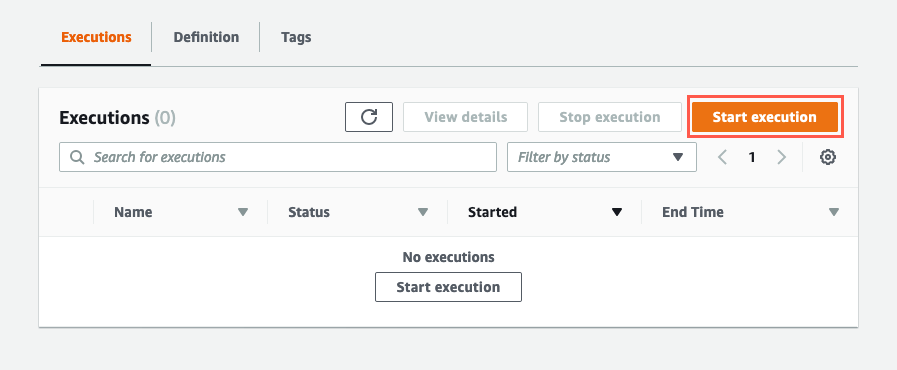 Executions Definition Tags
Executions (0) View details Stop execution Start execution
Search for executions Filter by status 1
Name Status Started End Time
No executions
Start execution